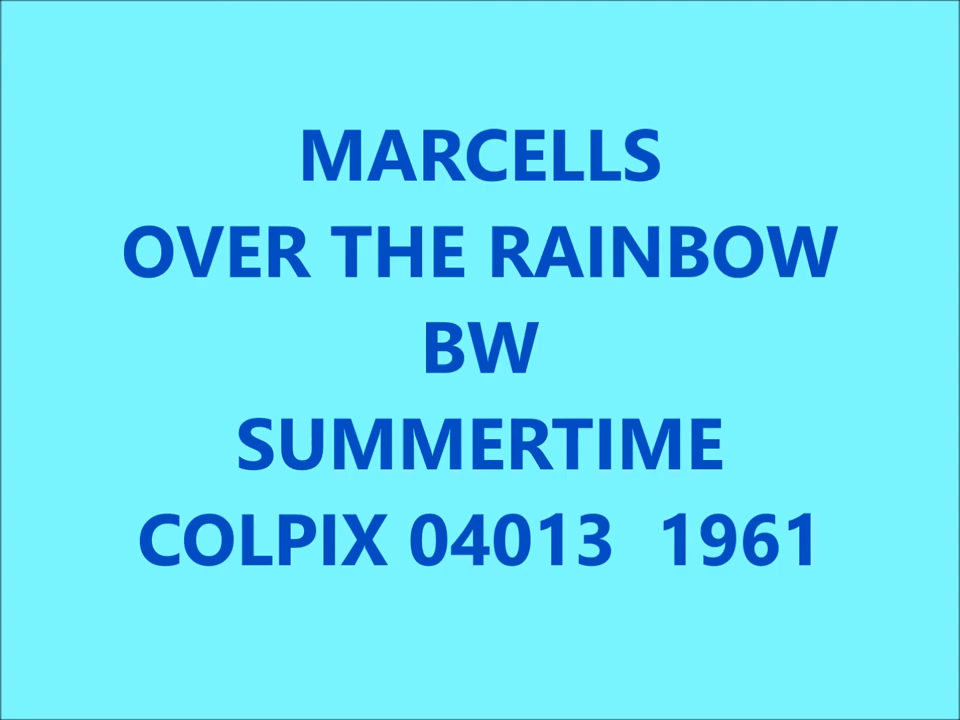 MARCELLS
OVER THE RAINBOW
BW
SUMMERTIME
COLPIX 04013  1961